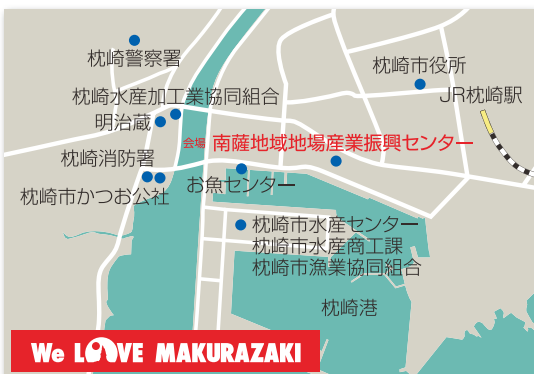 枕崎警察署
枕崎市役所
枕崎水産加工業協同組合
JR枕崎駅
明治蔵
会場 南薩地域地場産業振興センター
枕崎消防署
お魚センター
枕崎市かつお公社
枕崎市水産センター
枕崎市水産商工課
枕崎市漁業協同組合
枕崎港
We LOVE MAKURAZAKI